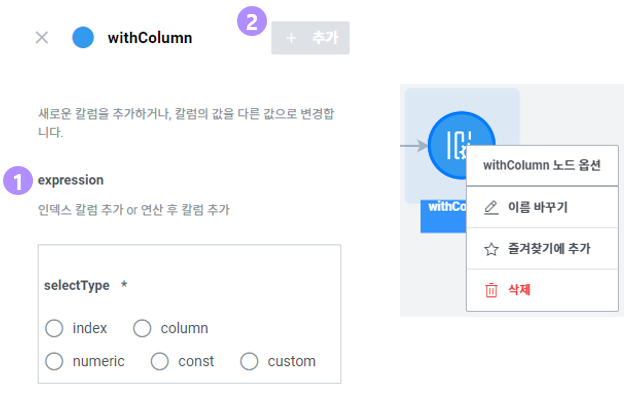 2
withColumn
+ 추가
새로운 칼럼을 추가하거나, 칼럼의 값을 다른 값으로 변경합
니다.
1
expression
인덱스 칼럼 추가 or 연산 후 칼럼 추가
selectType *
index column
numeric const custom
withColumn 노드 옵션
이름 바꾸기
즐겨찾기에 추가
삭제